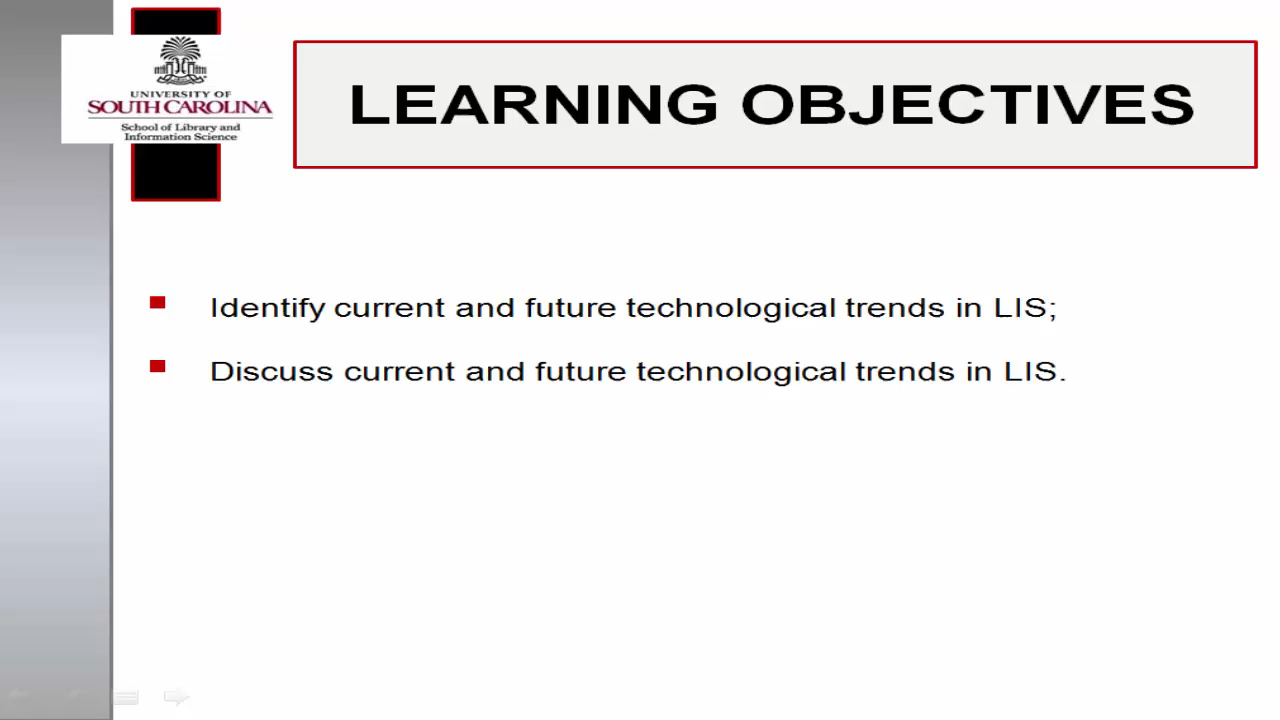 UNIVERSITY OF
SOUTH CAROLINA
School of Library and
Information Science
LEARNING OBJECTIVES
Identify current and future technological trends in LIS;
Discuss current and future technological trends in LIS.